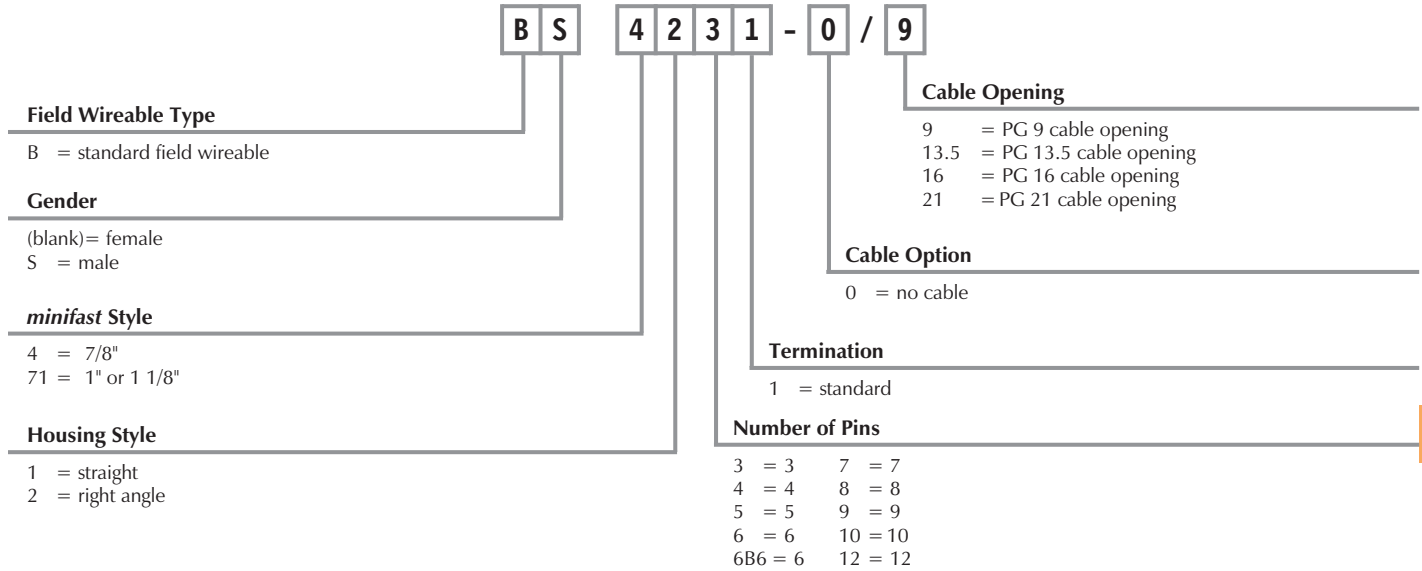 B S 4 2 3 1 - 0 / 9
Field Wireable Type
B = standard field wireable
Gender
(blank)= female
S = male
minifast Style
4 = 7/8"
71 = 1" or 1 1/8"
Housing Style
1 = straight
2 = right angle
Cable Opening
9 = PG 9 cable opening
13.5 = PG 13.5 cable opening
16 = PG 16 cable opening
21 = PG 21 cable opening
Cable Option
0 = no cable
Termination
1 = standard
Number of Pins
3 = 3 7 = 7
4 = 4 8 = 8
5 = 5 9 = 9
6 = 6 10 = 10
6B6 = 6 12 = 12